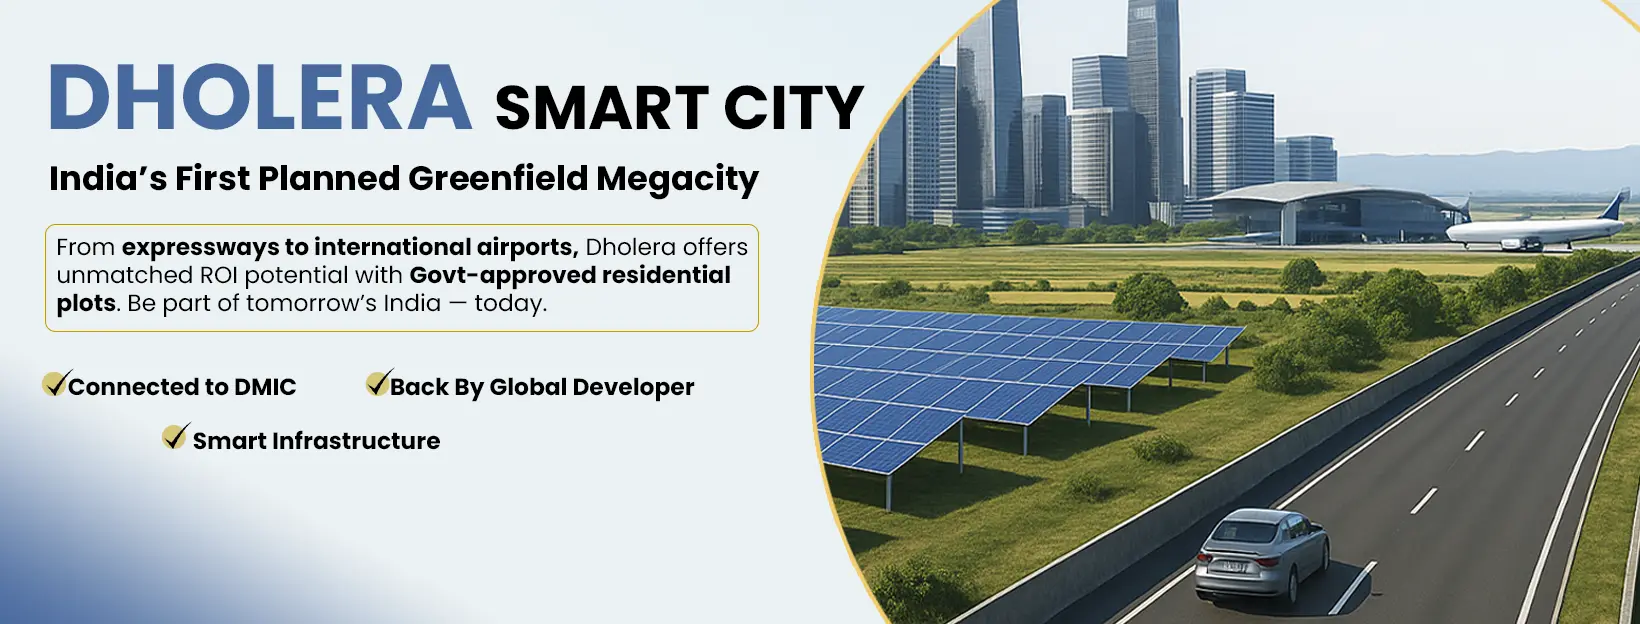 DHOLERA SMART CITY
India's First Planned Greenfield Megacity
From expressways to international airports, Dholera offers
unmatched ROI potential with Govt-approved residential
plots. Be part of tomorrow's India — today.
Connected to DMIC
Back By Global Developer
Smart Infrastructure